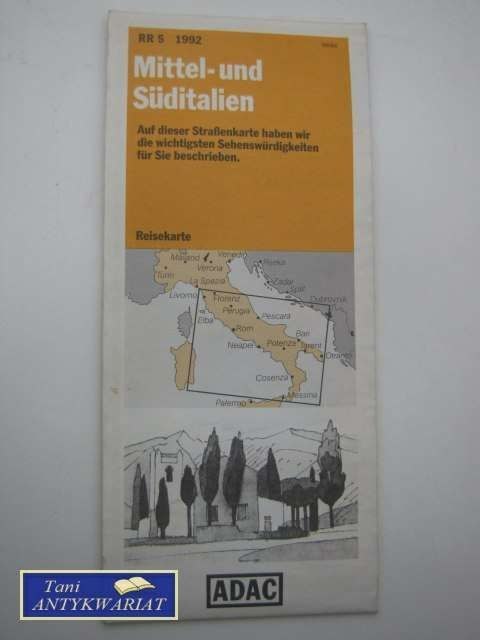 RR 5 1992
Mittel- und
Süditalien
Auf dieser Straßenkarte haben wir
die wichtigsten Sehenswürdigkeiten
für Sie beschrieben.
Reisekarte
Mailand
Venedig
Verona
Rijeka
Turin
La Spezia
Zadar
Split
Livorno
Florenz
Dubrovnik
Perugia
Pescara
Elba
Rom
Bari
Neapel
Potenza
Tarent
Otranto
Cosenza
Messina
Palermo
ADAC
Tani
ANTYKWARIAT